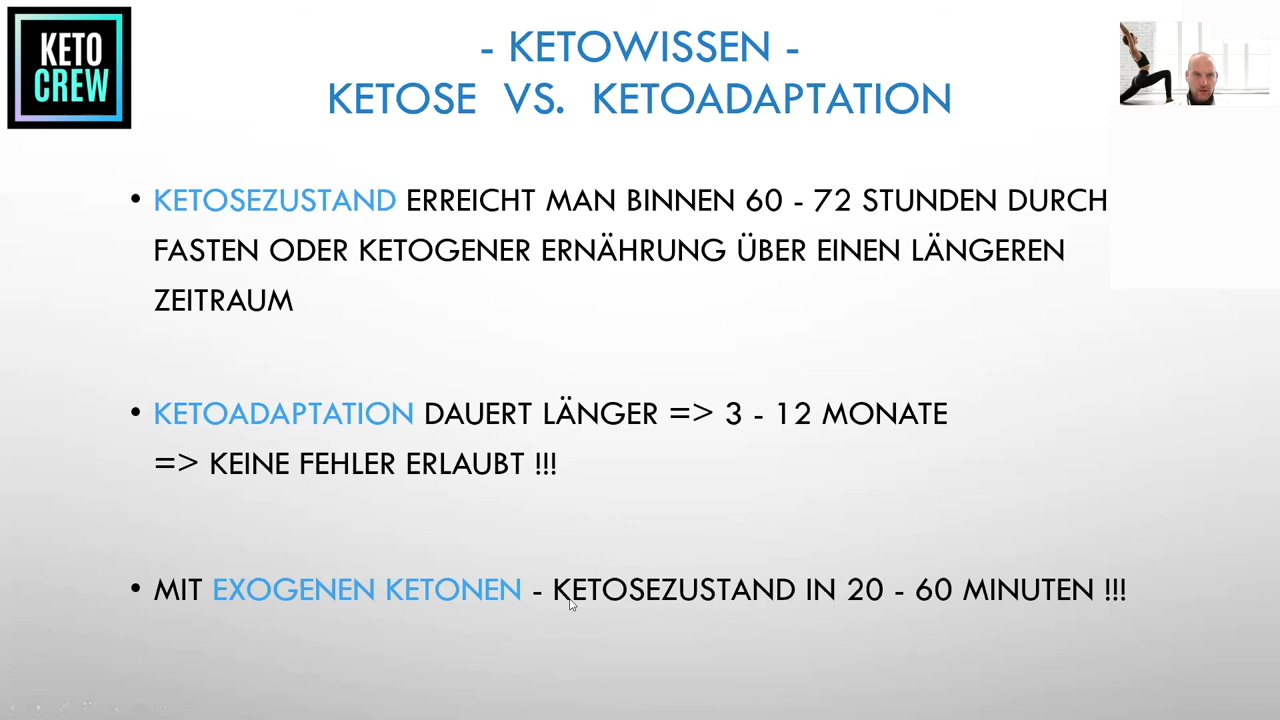 KETO
CREW
- KETOWISSEN -
KETOSE VS. KETOADAPTATION
• KETOSEZUSTAND ERREICHT MAN BINNEN 60 - 72 STUNDEN DURCH
FASTEN ODER KETOGENER ERNÄHRUNG ÜBER EINEN LÄNGEREN
ZEITRAUM
• KETOADAPTATION DAUERT LÄNGER => 3 - 12 MONATE
=> KEINE FEHLER ERLAUBT !!!
• MIT EXOGENEN KETONEN - KETOSEZUSTAND IN 20 - 60 MINUTEN !!!